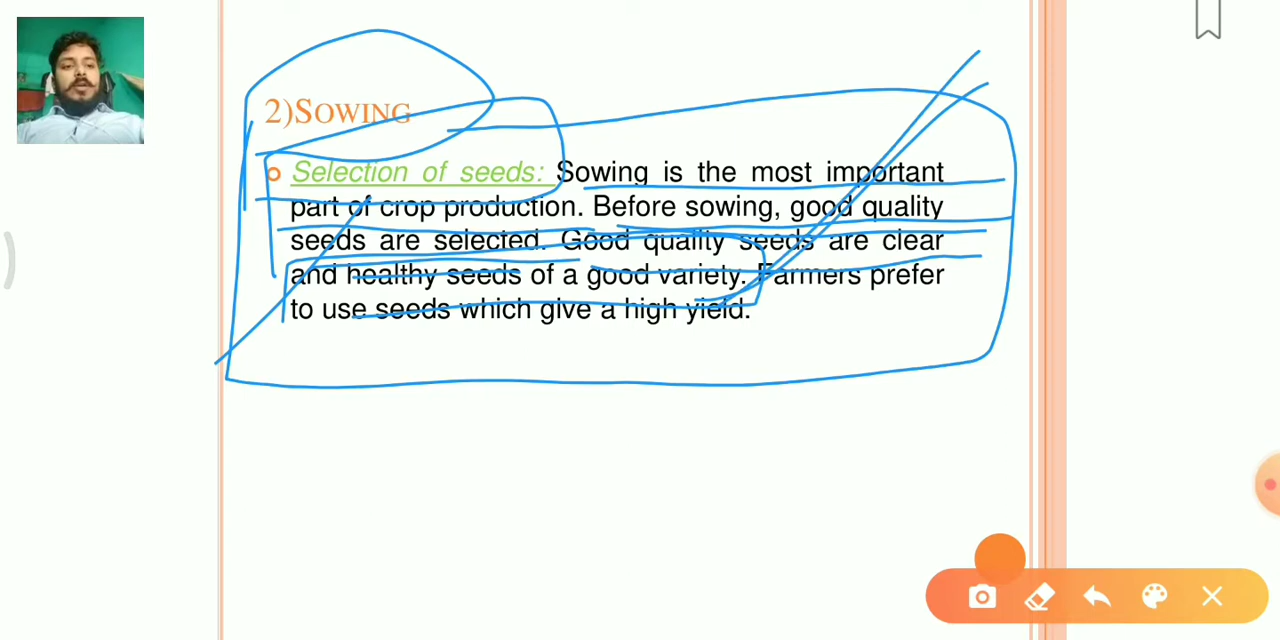 2)SOWING
Selection of seeds: Sowing is the most important
part of crop production. Before sowing, good quality
seeds are selected. Good quality seeds are clear
and healthy seeds of a good variety. Farmers prefer
to use seeds which give a high yield.